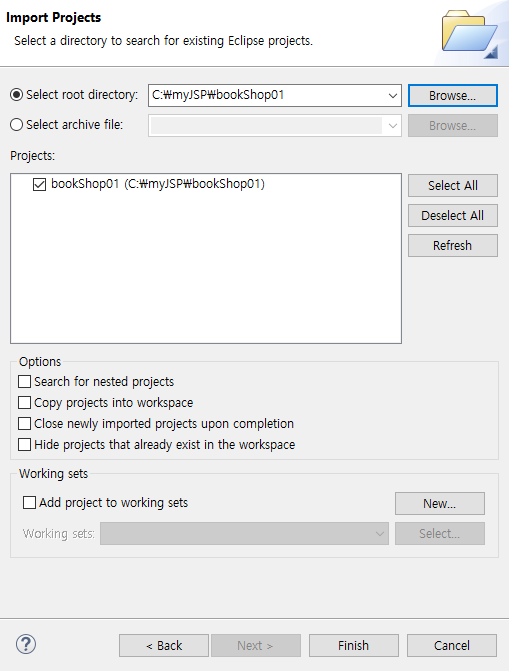 Import Projects
Select a directory to search for existing Eclipse projects.
Select root directory: C:₩myJSP₩bookShop01 Browse...
Select archive file: Browse...
Projects:
bookShop01 (C:₩myJSP₩bookShop01)
Select All
Deselect All
Refresh
Options
Search for nested projects
Copy projects into workspace
Close newly imported projects upon completion
Hide projects that already exist in the workspace
Working sets
Add project to working sets New...
Working sets: Select...
? < Back Next > Finish Cancel